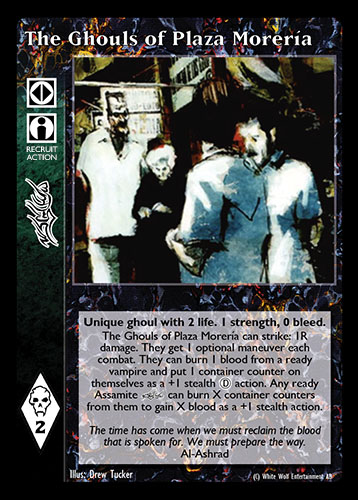 The Ghouls of Plaza Morería
RECRUIT
ACTION
Unique ghoul with 2 life. 1 strength, 0 bleed.
The Ghouls of Plaza Morería can strike: 1R
damage. They get 1 optional maneuver each
combat. They can burn 1 blood from a ready
vampire and put 1 container counter on
themselves as a +1 stealth Ⓓ action. Any ready
Assamite can burn X container counters
from them to gain X blood as a +1 stealth action.
The time has come when we must reclaim the blood
that is spoken for. We must prepare the way.
Al-Ashrad
2
Illus: Drew Tucker
(C) White Wolf Entertainment AB